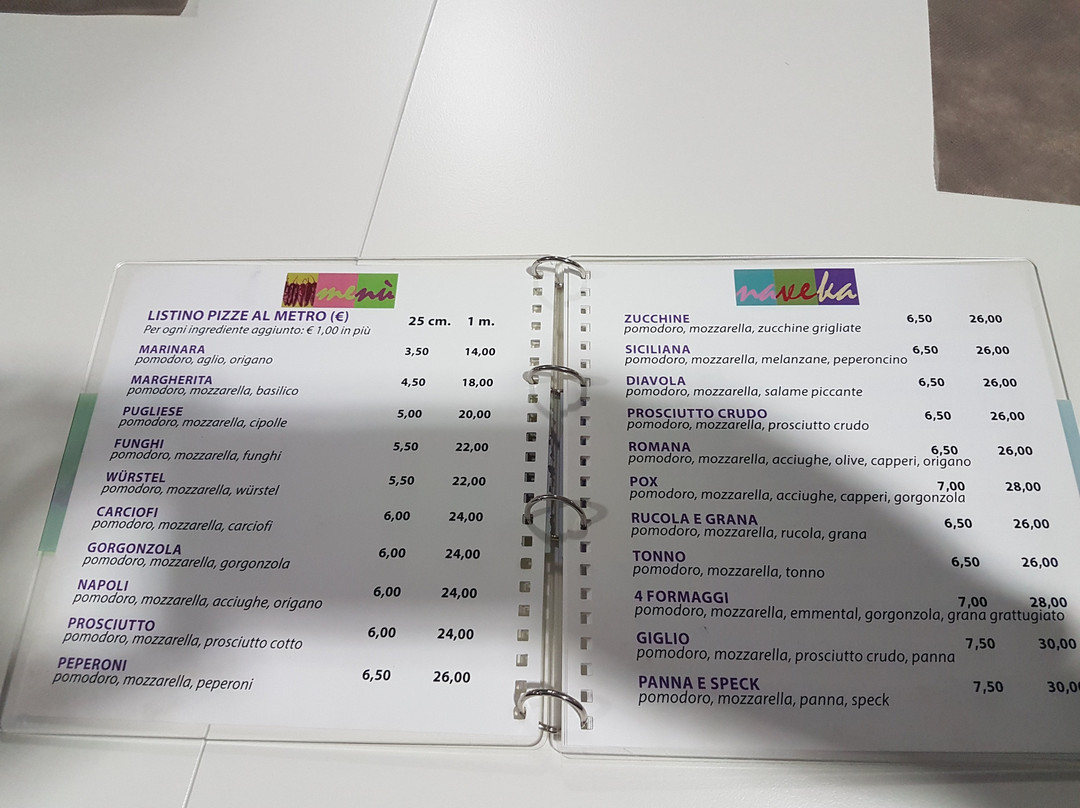 menù
LISTINO PIZZE AL METRO (€) 25 cm. 1 m.
Per ogni ingrediente aggiunto: € 1,00 in più
MARINARA 3,50 14,00
pomodoro, aglio, origano
MARGHERITA 4,50 18,00
pomodoro, mozzarella, basilico
PUGLIESE 5,00 20,00
pomodoro, mozzarella, cipolle
FUNGHI 5,50 22,00
pomodoro, mozzarella, funghi
WÜRSTEL 5,50 22,00
pomodoro, mozzarella, würstel
CARCIOFI 6,00 24,00
pomodoro, mozzarella, carciofi
GORGONZOLA 6,00 24,00
pomodoro, mozzarella, gorgonzola
NAPOLI 6,00 24,00
pomodoro, mozzarella, acciughe, origano
PROSCIUTTO 6,00 24,00
pomodoro, mozzarella, prosciutto cotto
PEPERONI 6,50 26,00
pomodoro, mozzarella, peperoni
naveka
ZUCCHINE 6,50 26,00
pomodoro, mozzarella, zucchine grigliate
SICILIANA 6,50 26,00
pomodoro, mozzarella, melanzane, peperoncino
DIAVOLA 6,50 26,00
pomodoro, mozzarella, salame piccante
PROSCIUTTO CRUDO 6,50 26,00
pomodoro, mozzarella, prosciutto crudo
ROMANA 6,50 26,00
pomodoro, mozzarella, acciughe, olive, capperi, origano
POX 7,00 28,00
pomodoro, mozzarella, acciughe, capperi, gorgonzola
RUCOLA E GRANA 6,50 26,00
pomodoro, mozzarella, rucola, grana
TONNO 6,50 26,00
pomodoro, mozzarella, tonno
4 FORMAGGI 7,00 28,00
pomodoro, mozzarella, emmental, gorgonzola, grana grattugiato
GIGLIO 7,50 30,00
pomodoro, mozzarella, prosciutto crudo, panna
PANNA E SPECK 7,50 30,0
pomodoro, mozzarella, panna, speck